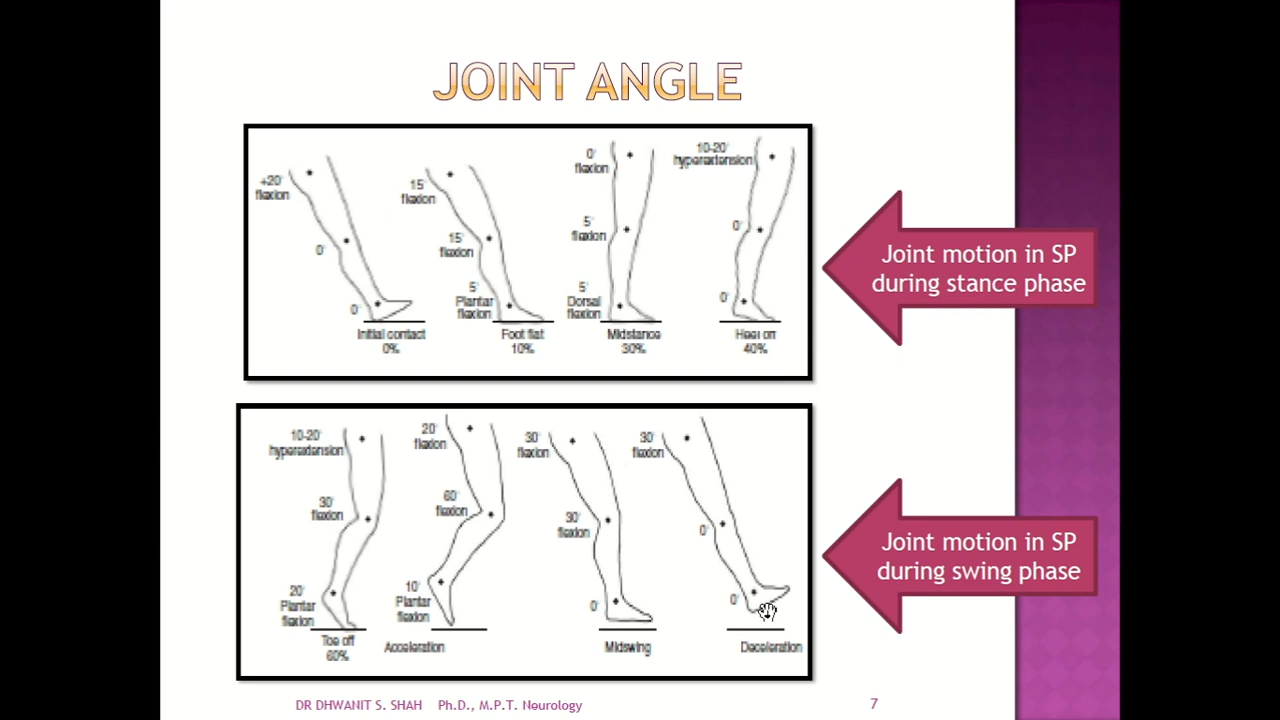 JOINT ANGLE
+20'
flexion
0'
0'
Initial contact
0%
15'
flexion
15'
flexion
5'
Plantar
flexion
Foot flat
10%
0'
flexion
5'
flexion
5'
Dorsal
flexion
Midstance
30%
10-20'
hyperextension
0'
0'
Heel off
40%
Joint motion in SP
during stance phase
10-20'
hyperextension
30'
flexion
20'
Plantar
flexion
Toe off
60%
20'
flexion
60'
flexion
10'
Plantar
flexion
Acceleration
30'
flexion
30'
flexion
0'
Midswing
30'
flexion
0'
0'
Deceleration
Joint motion in SP
during swing phase
DR DHWANIT S. SHAH Ph.D., M.P.T. Neurology
7